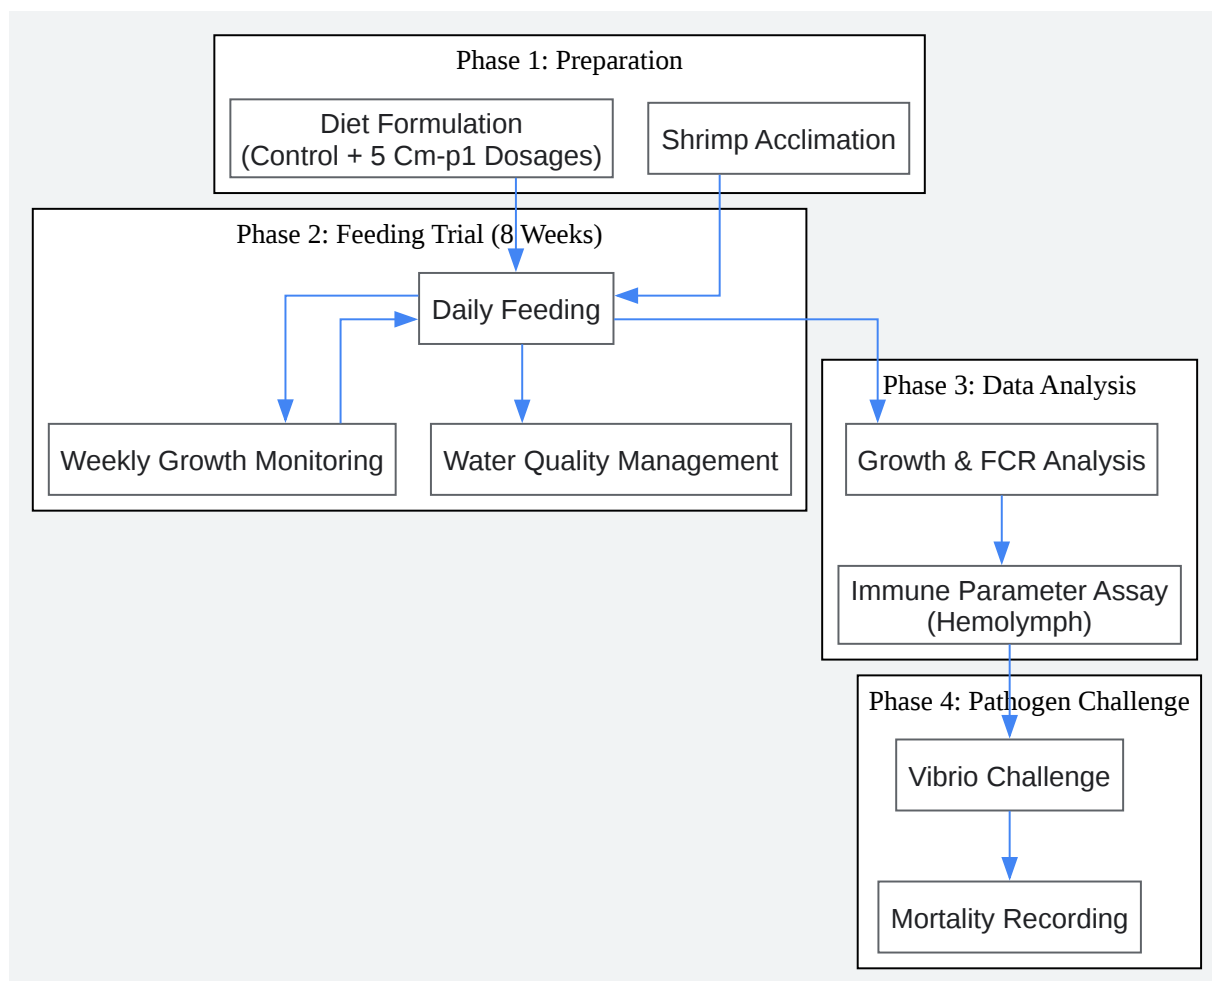 Phase 1: Preparation
Diet Formulation
(Control + 5 Cm-p1 Dosages)
Shrimp Acclimation
Phase 2: Feeding Trial (8 Weeks)
Daily Feeding
Weekly Growth Monitoring
Water Quality Management
Phase 3: Data Analysis
Growth & FCR Analysis
Immune Parameter Assay
(Hemolymph)
Phase 4: Pathogen Challenge
Vibrio Challenge
Mortality Recording